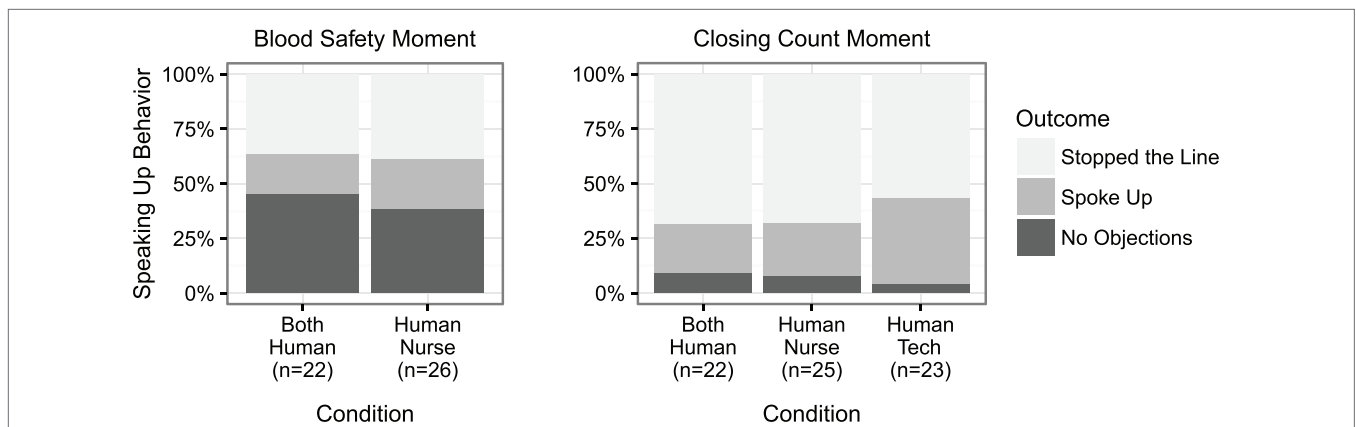 Blood Safety Moment
Closing Count Moment
Speaking Up Behavior
100%
75%
50%
25%
0%
100%
75%
50%
25%
0%
Both
Human
(n=22)
Human
Nurse
(n=26)
Both
Human
(n=22)
Human
Nurse
(n=25)
Human
Tech
(n=23)
Condition
Condition
Outcome
Stopped the Line
Spoke Up
No Objections